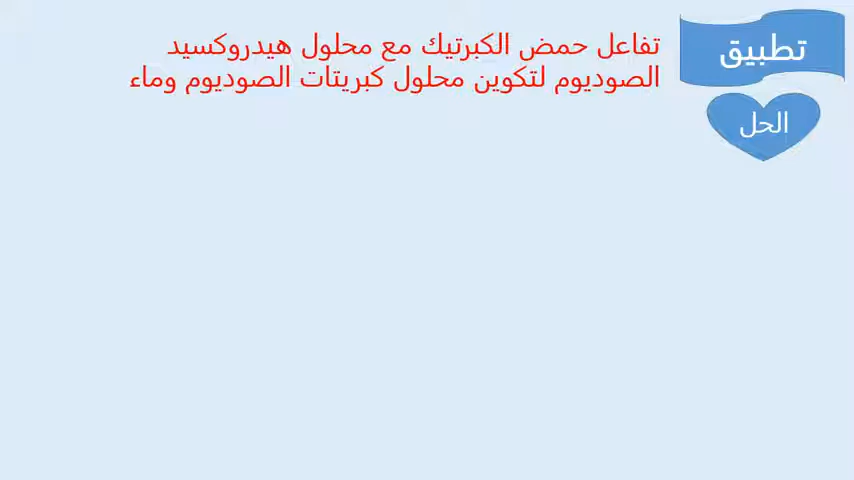 تطبيق
تفاعل حمض الكبرتيك مع محلول هيدروكسيد
الصوديوم لتكوين محلول كبريتات الصوديوم وماء
الحل